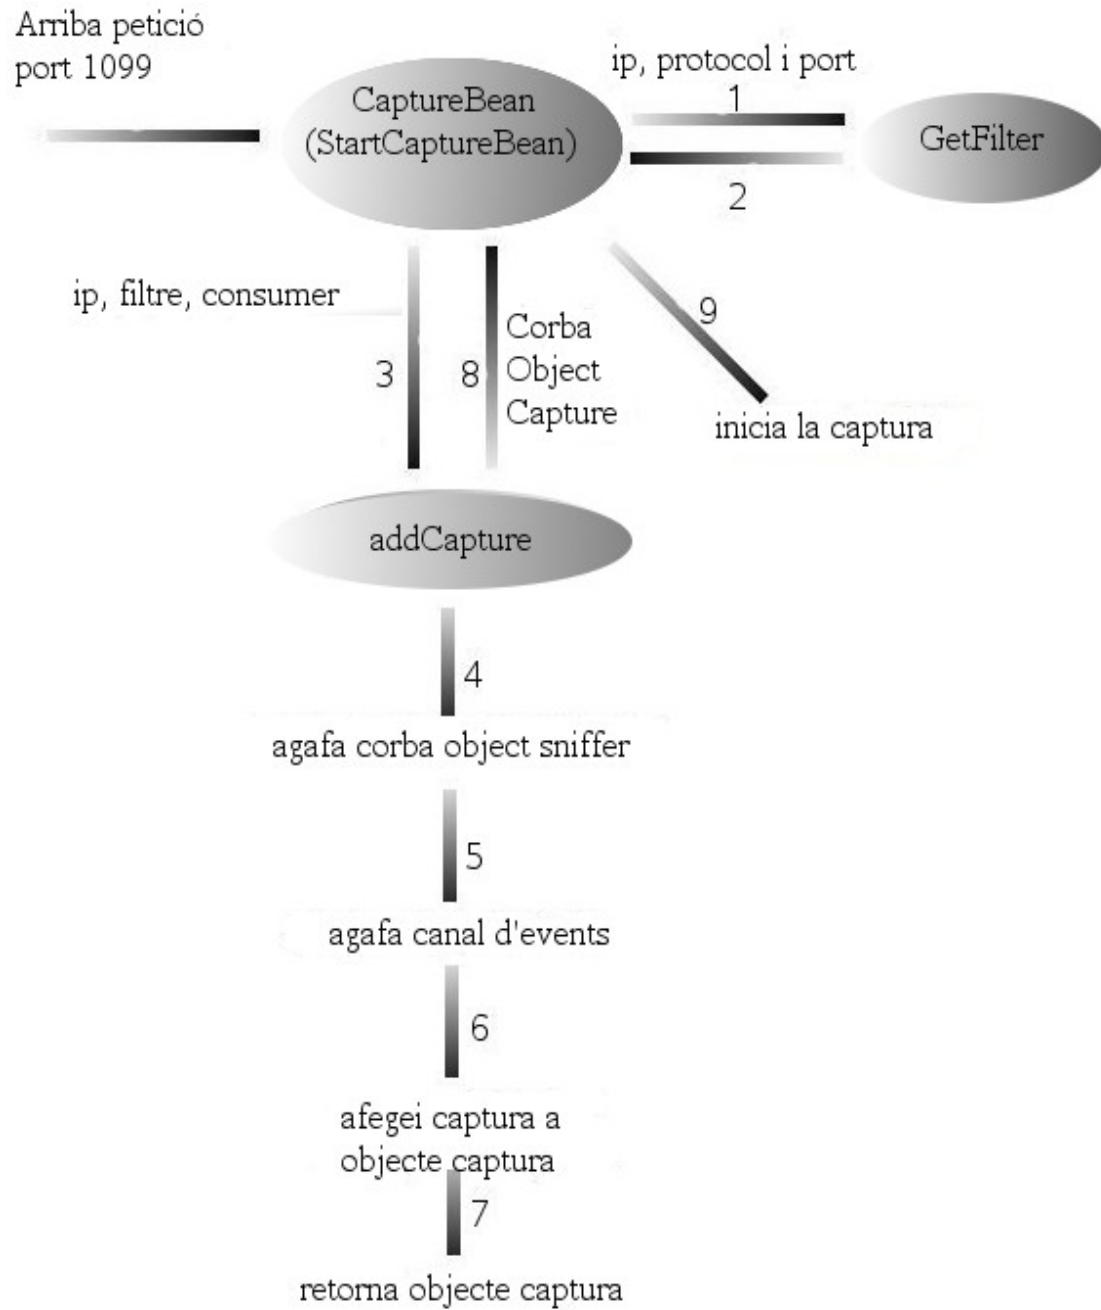 Arriba petició
port 1099
CaptureBean
(StartCaptureBean)
ip, protocol i port
1
GetFilter
2
ip, filtre, consumer
3
8
Corba
Object
Capture
9
inicia la captura
addCapture
4
agafa corba object sniffer
5
agafa canal d'events
6
afegei captura a
objecte captura
7
retorna objecte captura